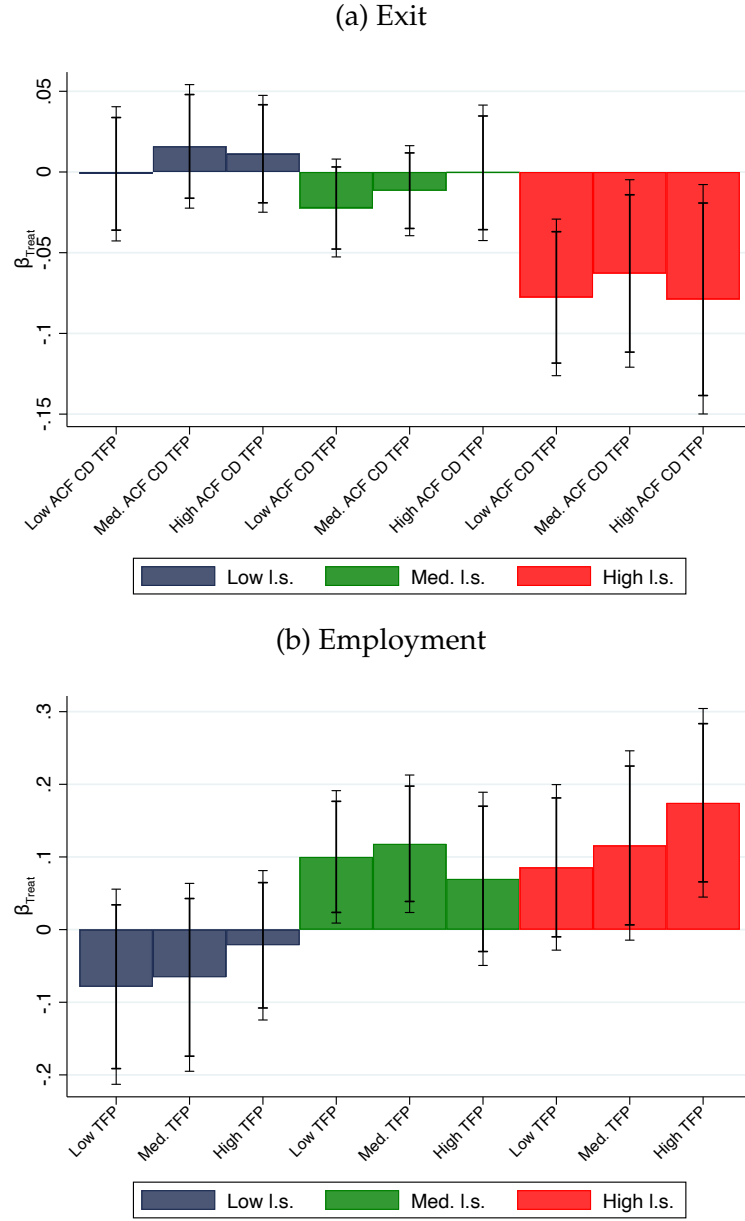 (a) Exit
.05
0
-.05
-.1
-.15
βTreat
Low ACF CD TFP
Med. ACF CD TFP
High ACF CD TFP
Low ACF CD TFP
Med. ACF CD TFP
High ACF CD TFP
Low ACF CD TFP
Med. ACF CD TFP
High ACF CD TFP
Low l.s. Med. l.s. High l.s.
(b) Employment
.3
.2
.1
0
-.1
-.2
βTreat
Low TFP
Med. TFP
High TFP
Low TFP
Med. TFP
High TFP
Low TFP
Med. TFP
High TFP
Low l.s. Med. l.s. High l.s.